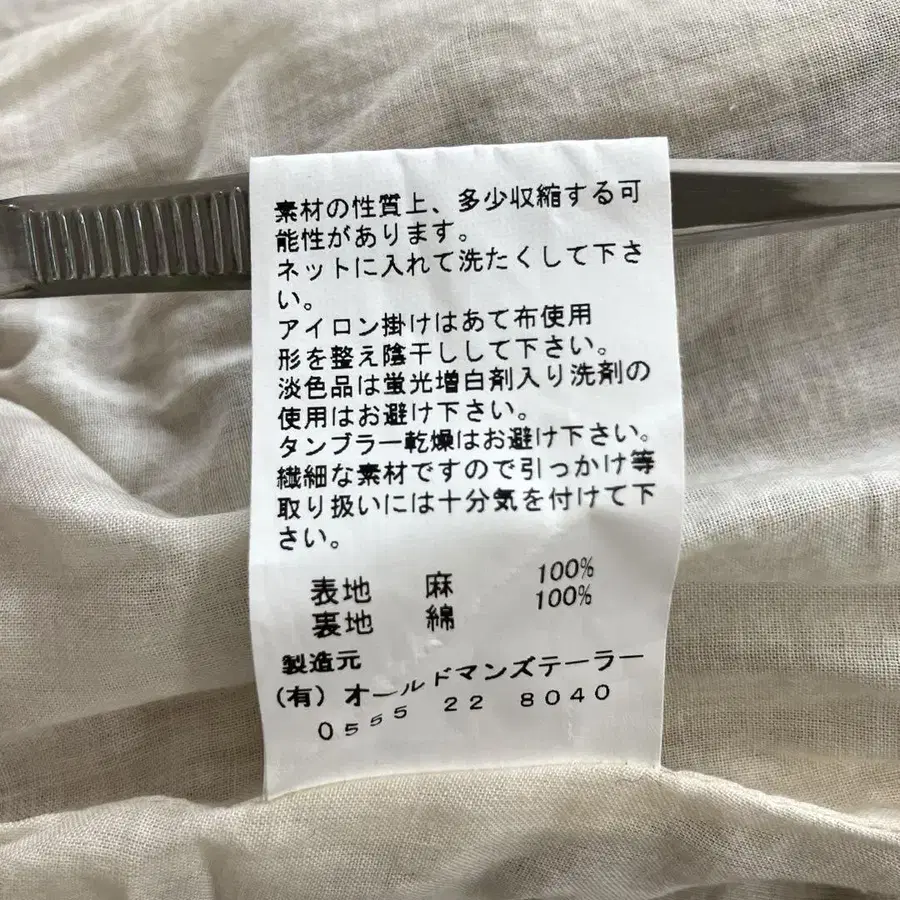 素材の性質上、多少収縮する可
能性があります。
ネットに入れて洗たくして下さ
い。
アイロン掛けはあて布使用
形を整え陰干しして下さい。
淡色品は蛍光増白剤入り洗剤の
使用はお避け下さい。
タンブラー乾燥はお避け下さい。
繊細な素材ですので引っかけ等
取り扱いには十分気を付けて下
さい。
表地 麻 100%
裏地 綿 100%
製造元
(有)オールドマンズテーラー
0555 22 8040